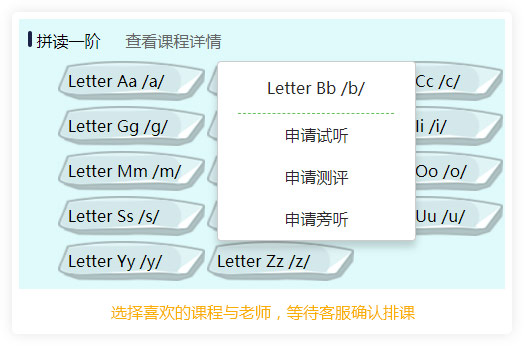 拼读一阶 查看课程详情
Letter Aa /a/ Cc /c/
Letter Bb /b/
Letter Gg /g/ Ii /i/
申请试听
Letter Mm /m/ Oo /o/
申请测评
Letter Ss /s/ Uu /u/
申请旁听
Letter Yy /y/ Letter Zz /z/
选择喜欢的课程与老师，等待客服确认排课